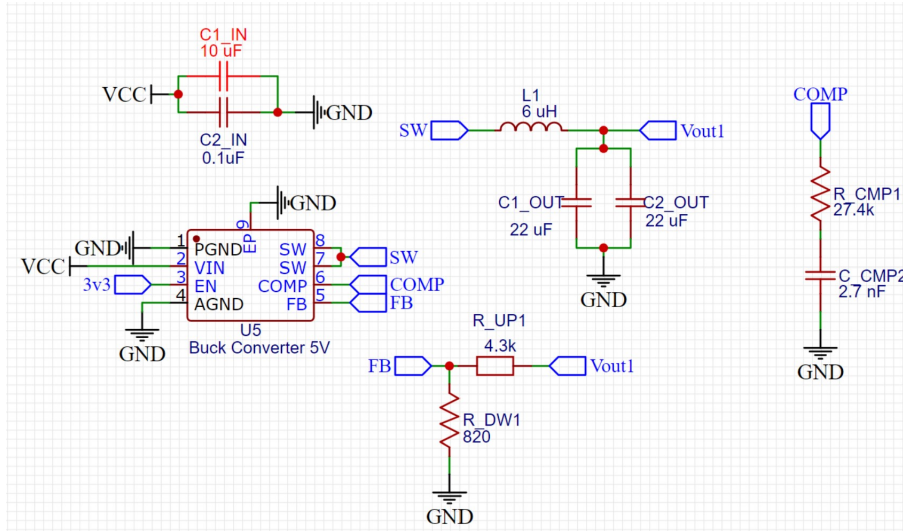 C1_IN
10 uF
VCC
GND
C2_IN
0.1uF
L1
6 uH
SW
Vout1
C1_OUT
22 uF
C2_OUT
22 uF
GND
COMP
R_CMP1
27.4k
C_CMP2
2.7 nF
GND
GND
9
EP
GND
1
PGND
VCC
2
VIN
3v3
3
EN
4
AGND
GND
SW
8
SW
7
SW
COMP
6
COMP
FB
5
FB
U5
Buck Converter 5V
R_UP1
4.3k
FB
Vout1
R_DW1
820
GND